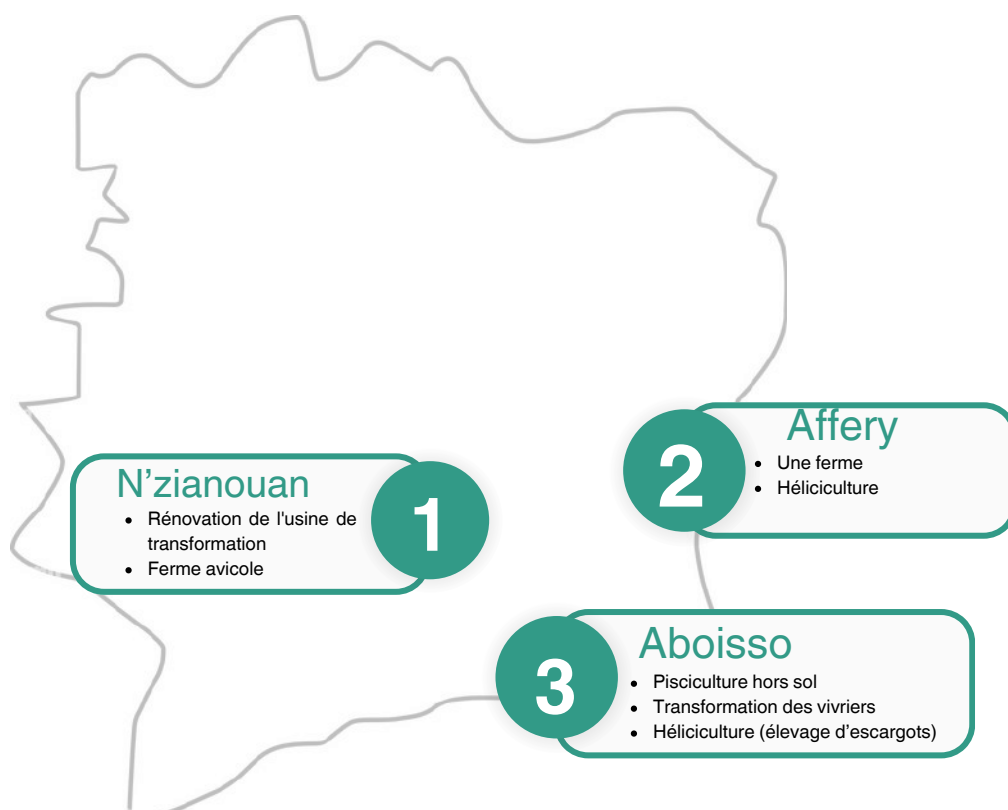 N'zianouan
• Rénovation de l'usine de
transformation
• Ferme avicole
1
2
Affery
• Une ferme
• Héliciculture
3
Aboisso
• Pisciculture hors sol
• Transformation des vivriers
• Héliciculture (élevage d'escargots)